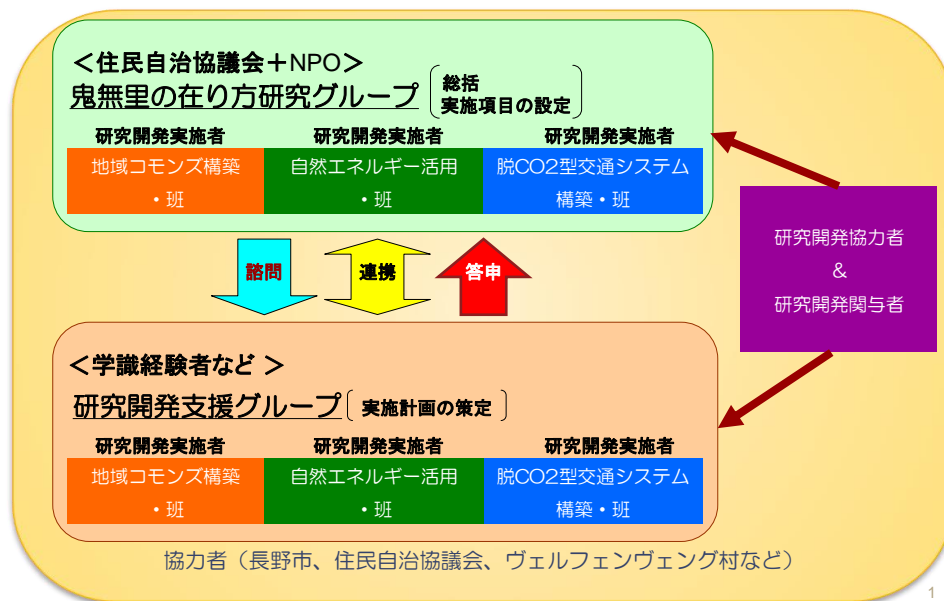 ＜住民自治協議会＋NPO＞
鬼無里の在り方研究グループ
総括
実施項目の設定
研究開発実施者
研究開発実施者
研究開発実施者
地域コモンズ構築
・班
自然エネルギー活用
・班
脱CO2型交通システム
構築・班
諮問
連携
答申
研究開発協力者
＆
研究開発関与者
＜学識経験者など ＞
研究開発支援グループ
実施計画の策定
研究開発実施者
研究開発実施者
研究開発実施者
地域コモンズ構築
・班
自然エネルギー活用
・班
脱CO2型交通システム
構築・班
協力者（長野市、住民自治協議会、ヴェルフェンヴェング村など）
1